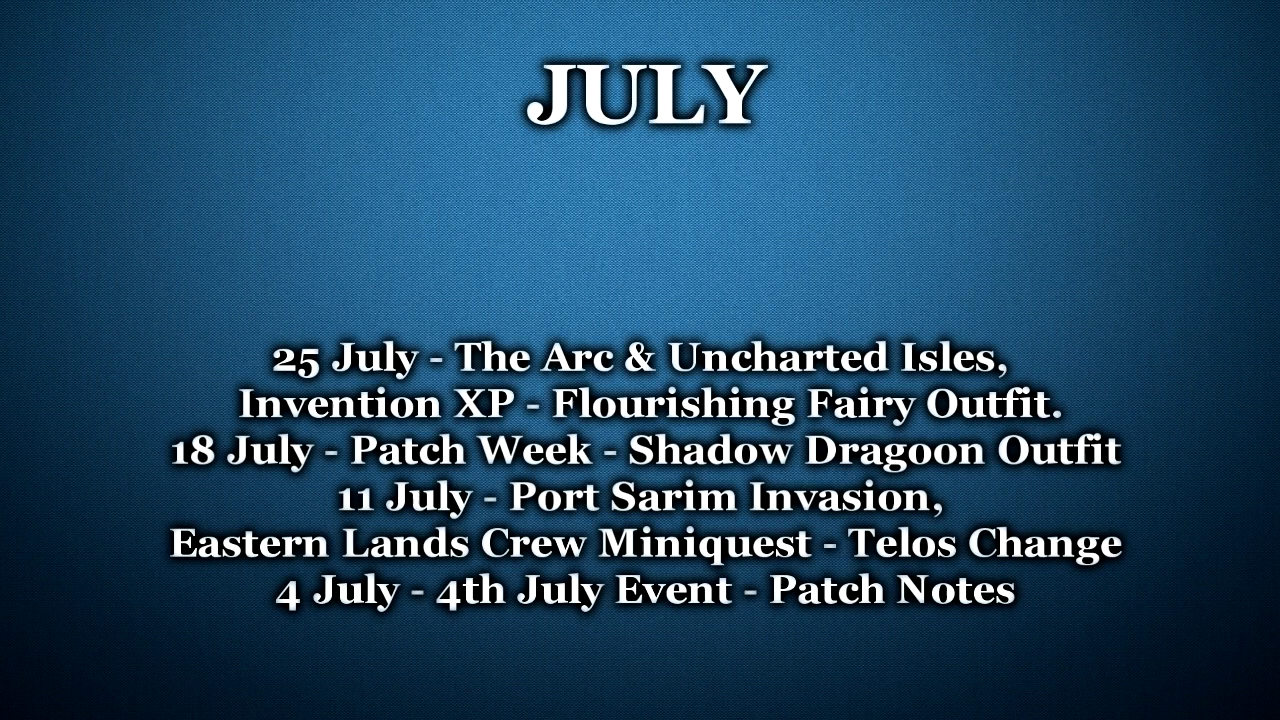 JULY
25 July - The Arc & Uncharted Isles,
Invention XP - Flourishing Fairy Outfit.
18 July - Patch Week - Shadow Dragoon Outfit
11 July - Port Sarim Invasion,
Eastern Lands Crew Miniquest - Telos Change
4 July - 4th July Event - Patch Notes